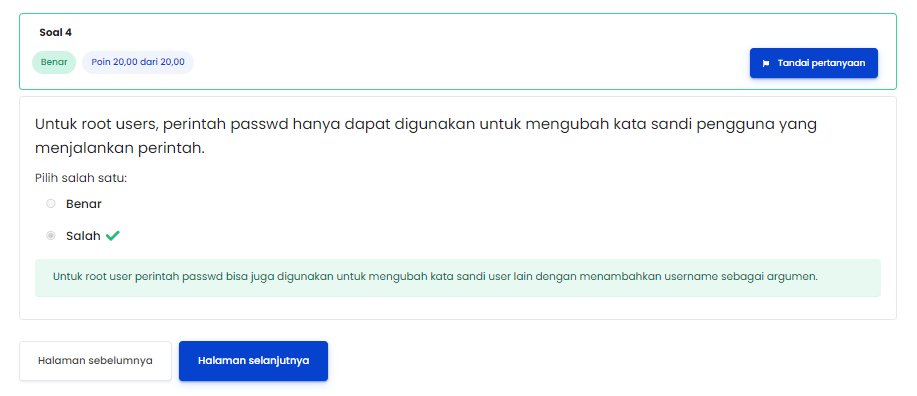 Soal 4
Benar
Poin 20,00 dari 20,00
Tandai pertanyaan
Untuk root users, perintah passwd hanya dapat digunakan untuk mengubah kata sandi pengguna yang
menjalankan perintah.
Pilih salah satu:
Benar
Salah
Untuk root user perintah passwd bisa juga digunakan untuk mengubah kata sandi user lain dengan menambahkan username sebagai argumen.
Halaman sebelumnya
Halaman selanjutnya